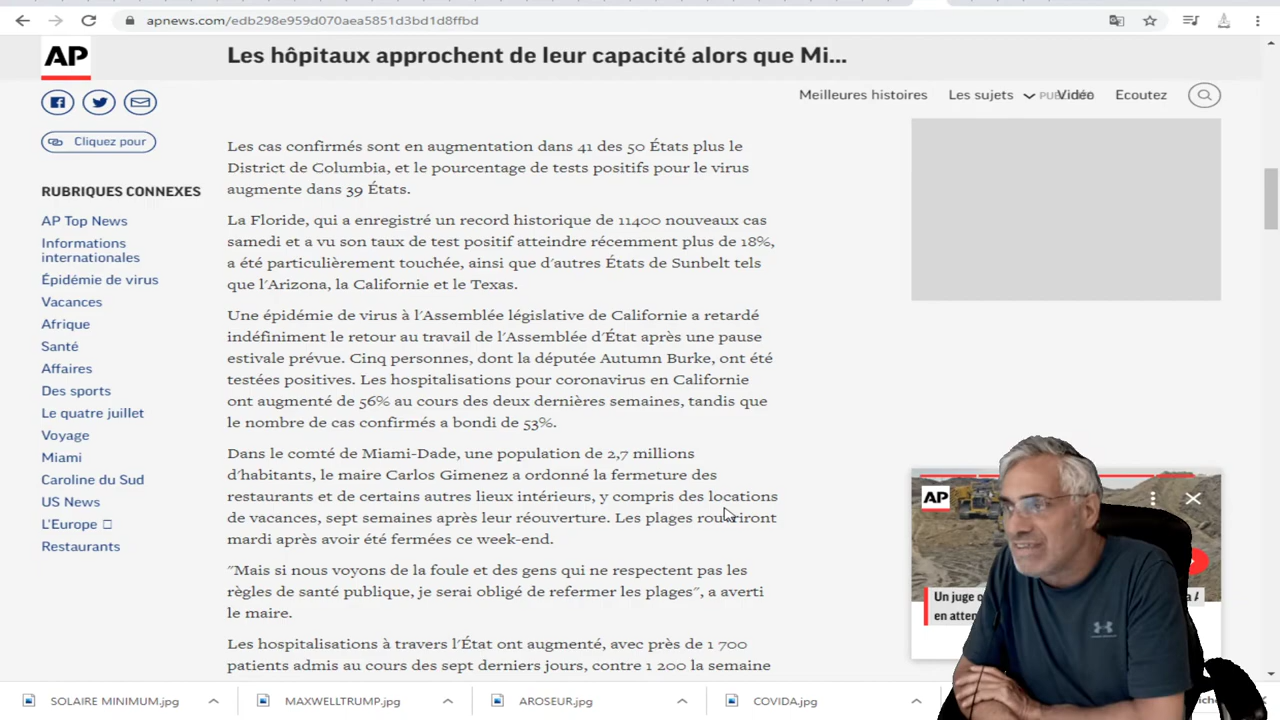 apnews.com/edb298e959d070aea5851d3bd1d8ffbd
AP
Les hôpitaux approchent de leur capacité alors que Mi...
Meilleures histoires
Les sujets
Vidéo
Ecoutez
Cliquez pour
RUBRIQUES CONNEXES
AP Top News
Informations
internationales
Épidémie de virus
Vacances
Afrique
Santé
Affaires
Des sports
Le quatre juillet
Voyage
Miami
Caroline du Sud
US News
L'Europe
Restaurants
Les cas confirmés sont en augmentation dans 41 des 50 États plus le
District de Columbia, et le pourcentage de tests positifs pour le virus
augmente dans 39 États.
La Floride, qui a enregistré un record historique de 11400 nouveaux cas
samedi et a vu son taux de test positif atteindre récemment plus de 18%,
a été particulièrement touchée, ainsi que d'autres États de Sunbelt tels
que l'Arizona, la Californie et le Texas.
Une épidémie de virus à l'Assemblée législative de Californie a retardé
indéfiniment le retour au travail de l'Assemblée d'État après une pause
estivale prévue. Cinq personnes, dont la députée Autumn Burke, ont été
testées positives. Les hospitalisations pour coronavirus en Californie
ont augmenté de 56% au cours des deux dernières semaines, tandis que
le nombre de cas confirmés a bondi de 53%.
Dans le comté de Miami-Dade, une population de 2,7 millions
d'habitants, le maire Carlos Gimenez a ordonné la fermeture des
restaurants et de certains autres lieux intérieurs, y compris des locations
de vacances, sept semaines après leur réouverture. Les plages rouvriront
mardi après avoir été fermées ce week-end.
"Mais si nous voyons de la foule et des gens qui ne respectent pas les
règles de santé publique, je serai obligé de refermer les plages", a averti
le maire.
Les hospitalisations à travers l'État ont augmenté, avec près de 1 700
patients admis au cours des sept derniers jours, contre 1 200 la semaine
AP
Un juge
en atten
SOLAIRE MINIMUM.jpg
MAXWELLTRUMP.jpg
AROSEUR.jpg
COVIDA.jpg